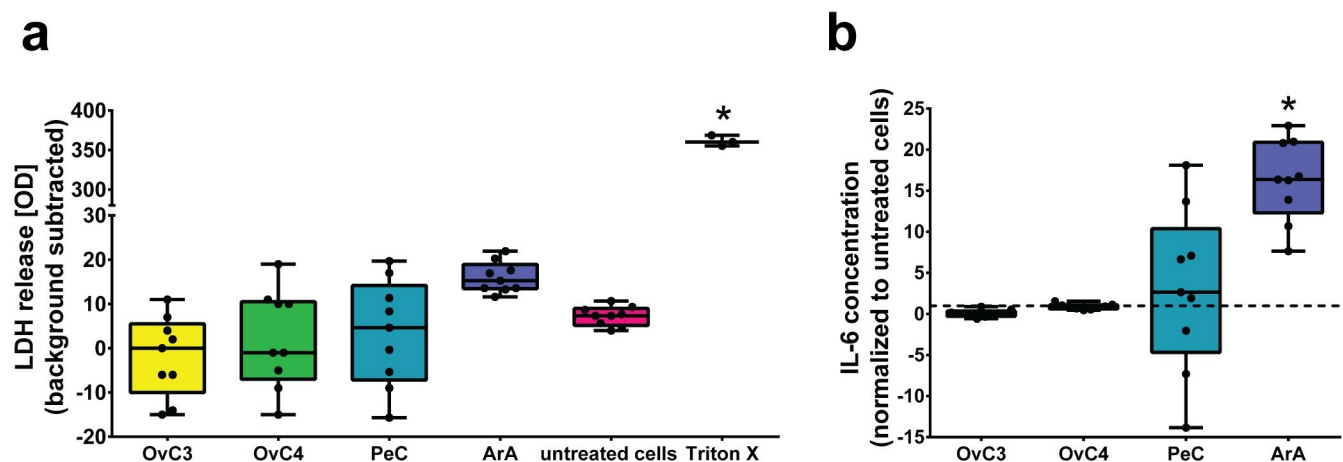 a
LDH release [OD]
(background subtracted)
400
350
300
30
20
10
0
-10
-20
*
OvC3 OvC4 PeC ArA untreated cells Triton X
b
IL-6 concentration
(normalized to untreated cells)
25
20
15
10
5
0
-5
-10
-15
*
OvC3 OvC4 PeC ArA